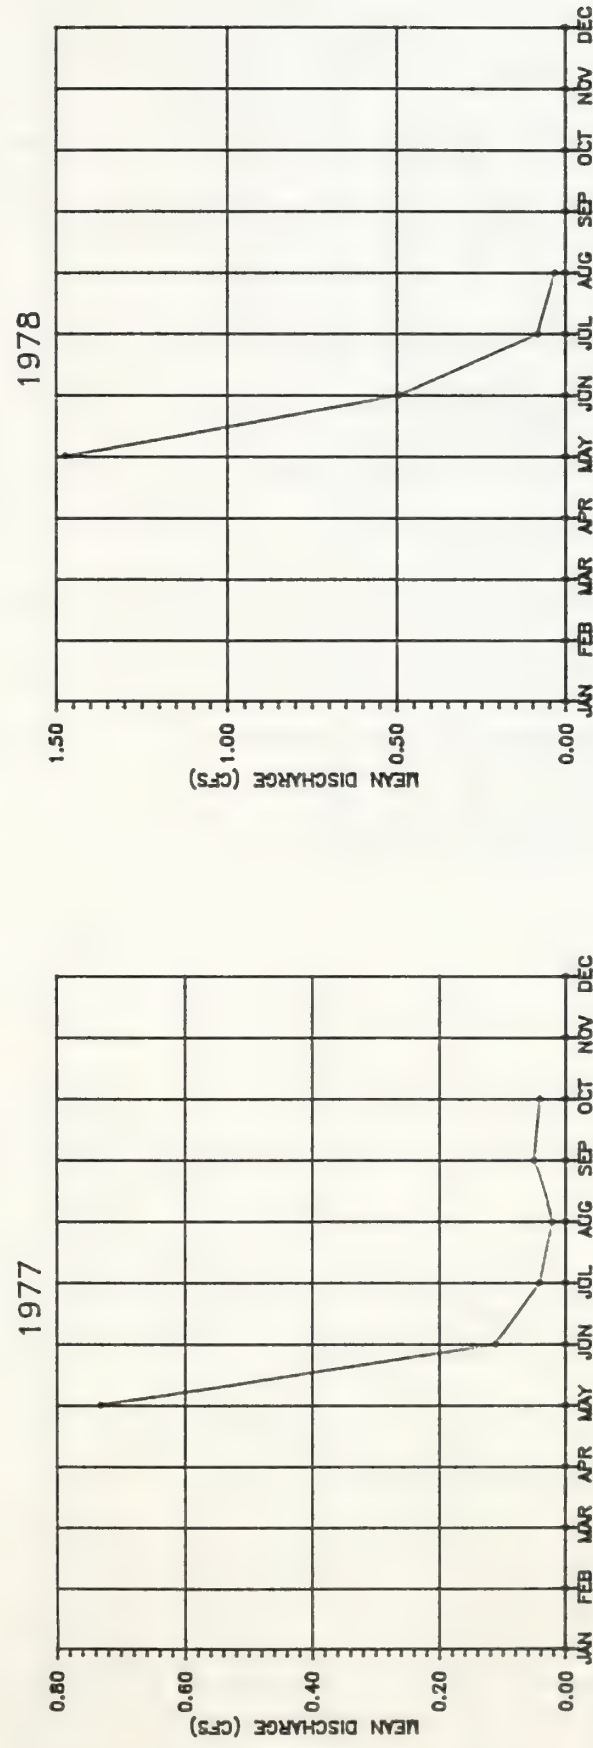 1977
MEAN DISCHARGE (CFS)
0.80
0.60
0.40
0.20
0.00
JAN FEB MAR APR MAY JUN JUL AUG SEP OCT NOV DEC
1978
MEAN DISCHARGE (CFS)
1.50
1.00
0.50
0.00
JAN FEB MAR APR MAY JUN JUL AUG SEP OCT NOV DEC